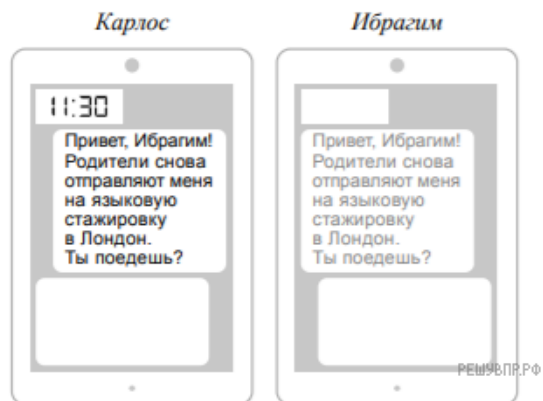 Карлос
Ибрагим
11:30
Привет, Ибрагим!
Родители снова
отправляют меня
на языковую
стажировку
в Лондон.
Ты поедешь?
Привет, Ибрагим!
Родители снова
отправляют меня
на языковую
стажировку
в Лондон.
Ты поедешь?
РЕШУВПР.РФ